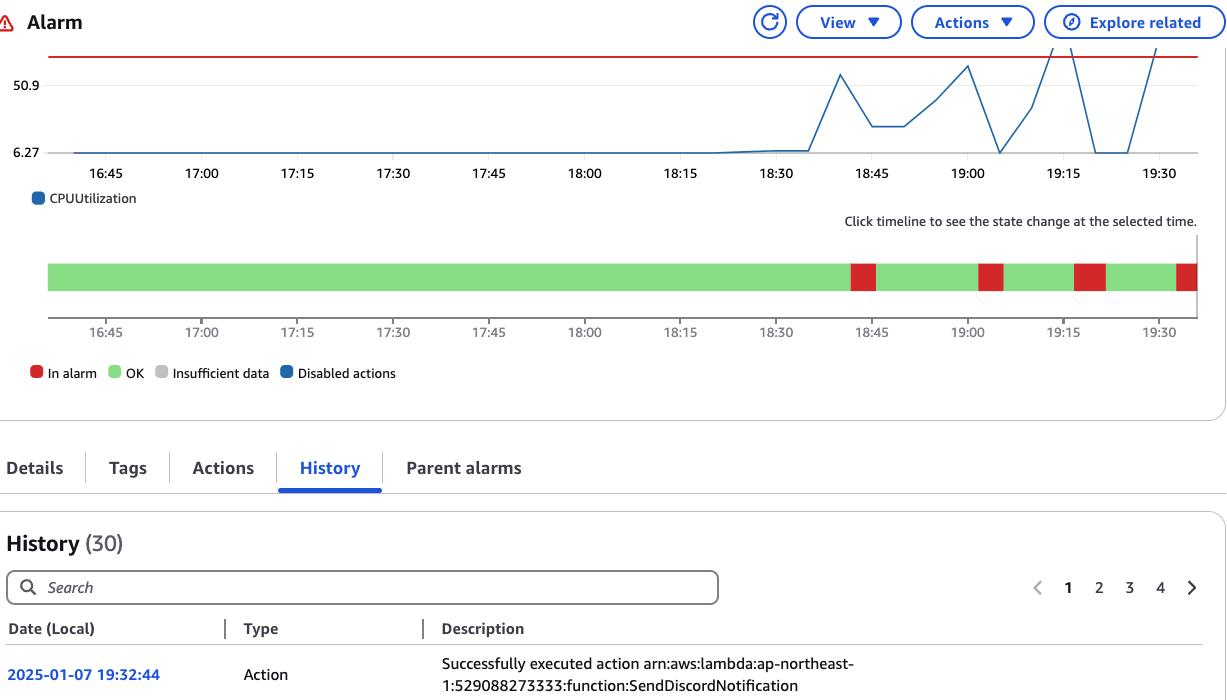 Alarm
View
Actions
Explore related
50.9
6.27
16:45 17:00 17:15 17:30 17:45 18:00 18:15 18:30 18:45 19:00 19:15 19:30
CPUUtilization
Click timeline to see the state change at the selected time.
16:45 17:00 17:15 17:30 17:45 18:00 18:15 18:30 18:45 19:00 19:15 19:30
In alarm OK Insufficient data Disabled actions
Details Tags Actions History Parent alarms
History (30)
Search
1 2 3 4
Date (Local) Type Description
2025-01-07 19:32:44 Action Successfully executed action arn:aws:lambda:ap-northeast-
1:529088273333:function:SendDiscordNotification